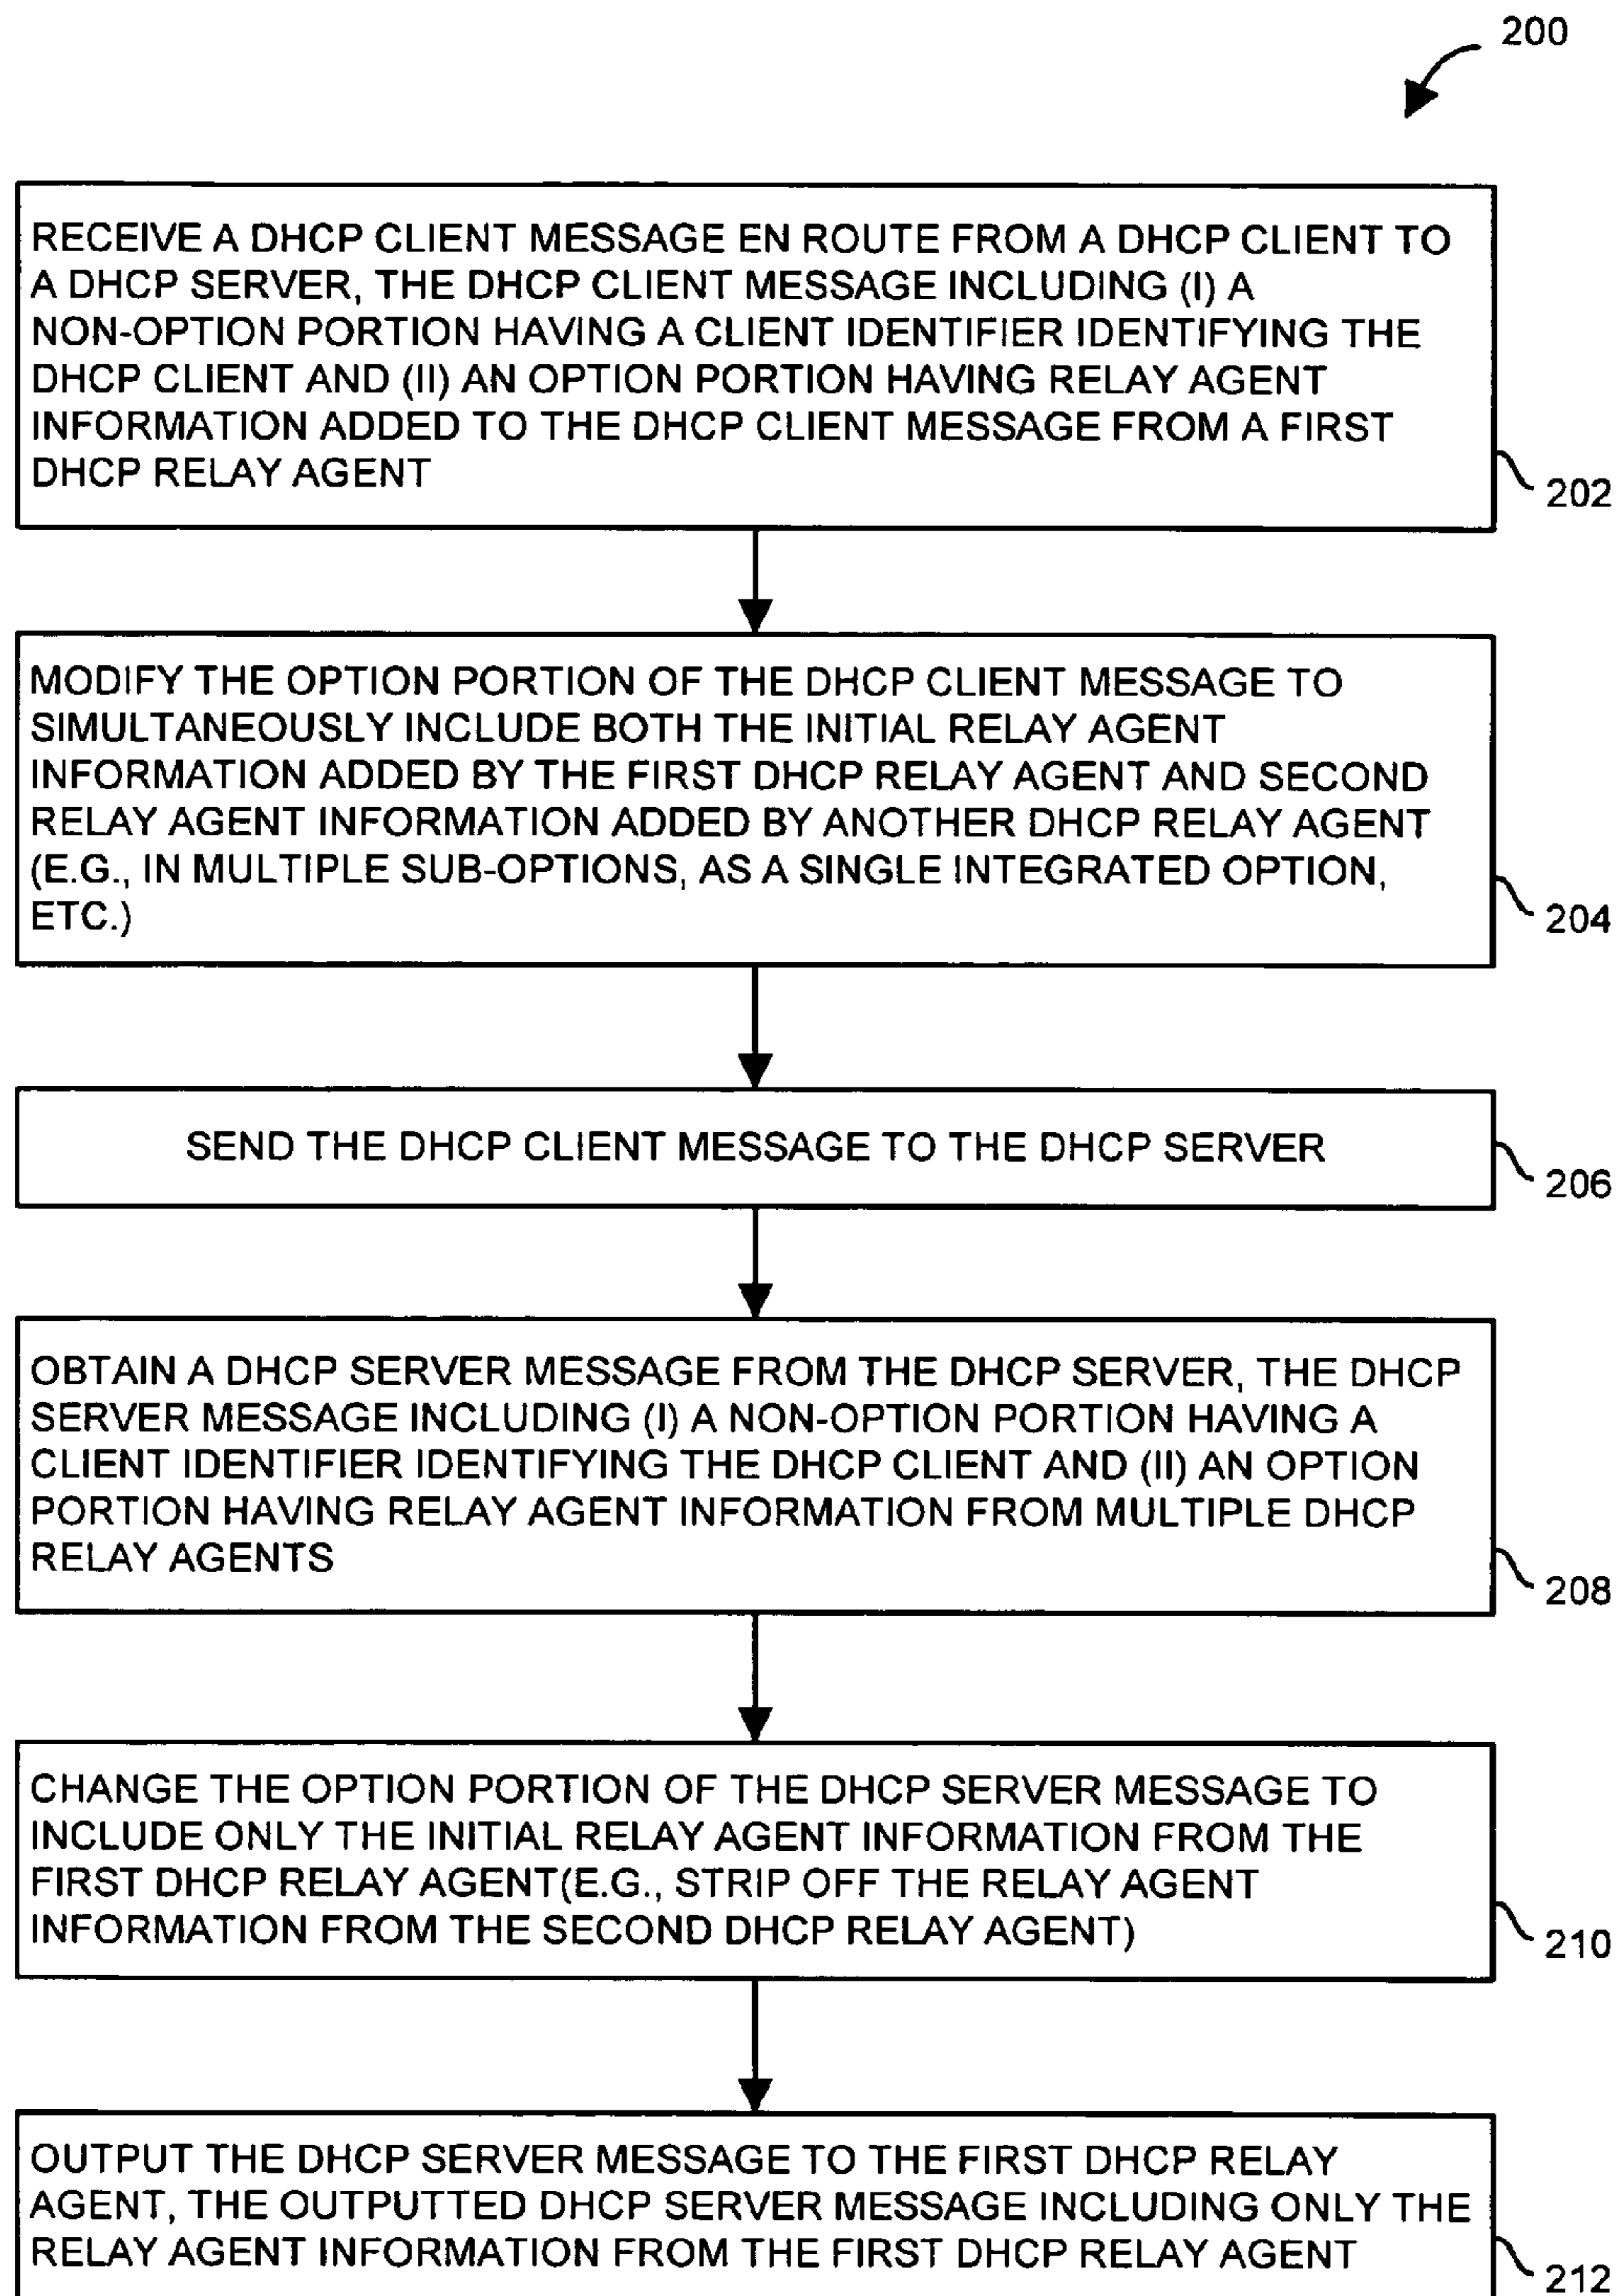 200
RECEIVE A DHCP CLIENT MESSAGE EN ROUTE FROM A DHCP CLIENT TO
A DHCP SERVER, THE DHCP CLIENT MESSAGE INCLUDING (I) A
NON-OPTION PORTION HAVING A CLIENT IDENTIFIER IDENTIFYING THE
DHCP CLIENT AND (II) AN OPTION PORTION HAVING RELAY AGENT
INFORMATION ADDED TO THE DHCP CLIENT MESSAGE FROM A FIRST
DHCP RELAY AGENT
202
MODIFY THE OPTION PORTION OF THE DHCP CLIENT MESSAGE TO
SIMULTANEOUSLY INCLUDE BOTH THE INITIAL RELAY AGENT
INFORMATION ADDED BY THE FIRST DHCP RELAY AGENT AND SECOND
RELAY AGENT INFORMATION ADDED BY ANOTHER DHCP RELAY AGENT
(E.G., IN MULTIPLE SUB-OPTIONS, AS A SINGLE INTEGRATED OPTION,
ETC.)
204
SEND THE DHCP CLIENT MESSAGE TO THE DHCP SERVER
206
OBTAIN A DHCP SERVER MESSAGE FROM THE DHCP SERVER, THE DHCP
SERVER MESSAGE INCLUDING (I) A NON-OPTION PORTION HAVING A
CLIENT IDENTIFIER IDENTIFYING THE DHCP CLIENT AND (II) AN OPTION
PORTION HAVING RELAY AGENT INFORMATION FROM MULTIPLE DHCP
RELAY AGENTS
208
CHANGE THE OPTION PORTION OF THE DHCP SERVER MESSAGE TO
INCLUDE ONLY THE INITIAL RELAY AGENT INFORMATION FROM THE
FIRST DHCP RELAY AGENT(E.G., STRIP OFF THE RELAY AGENT
INFORMATION FROM THE SECOND DHCP RELAY AGENT)
210
OUTPUT THE DHCP SERVER MESSAGE TO THE FIRST DHCP RELAY
AGENT, THE OUTPUTTED DHCP SERVER MESSAGE INCLUDING ONLY THE
RELAY AGENT INFORMATION FROM THE FIRST DHCP RELAY AGENT
212